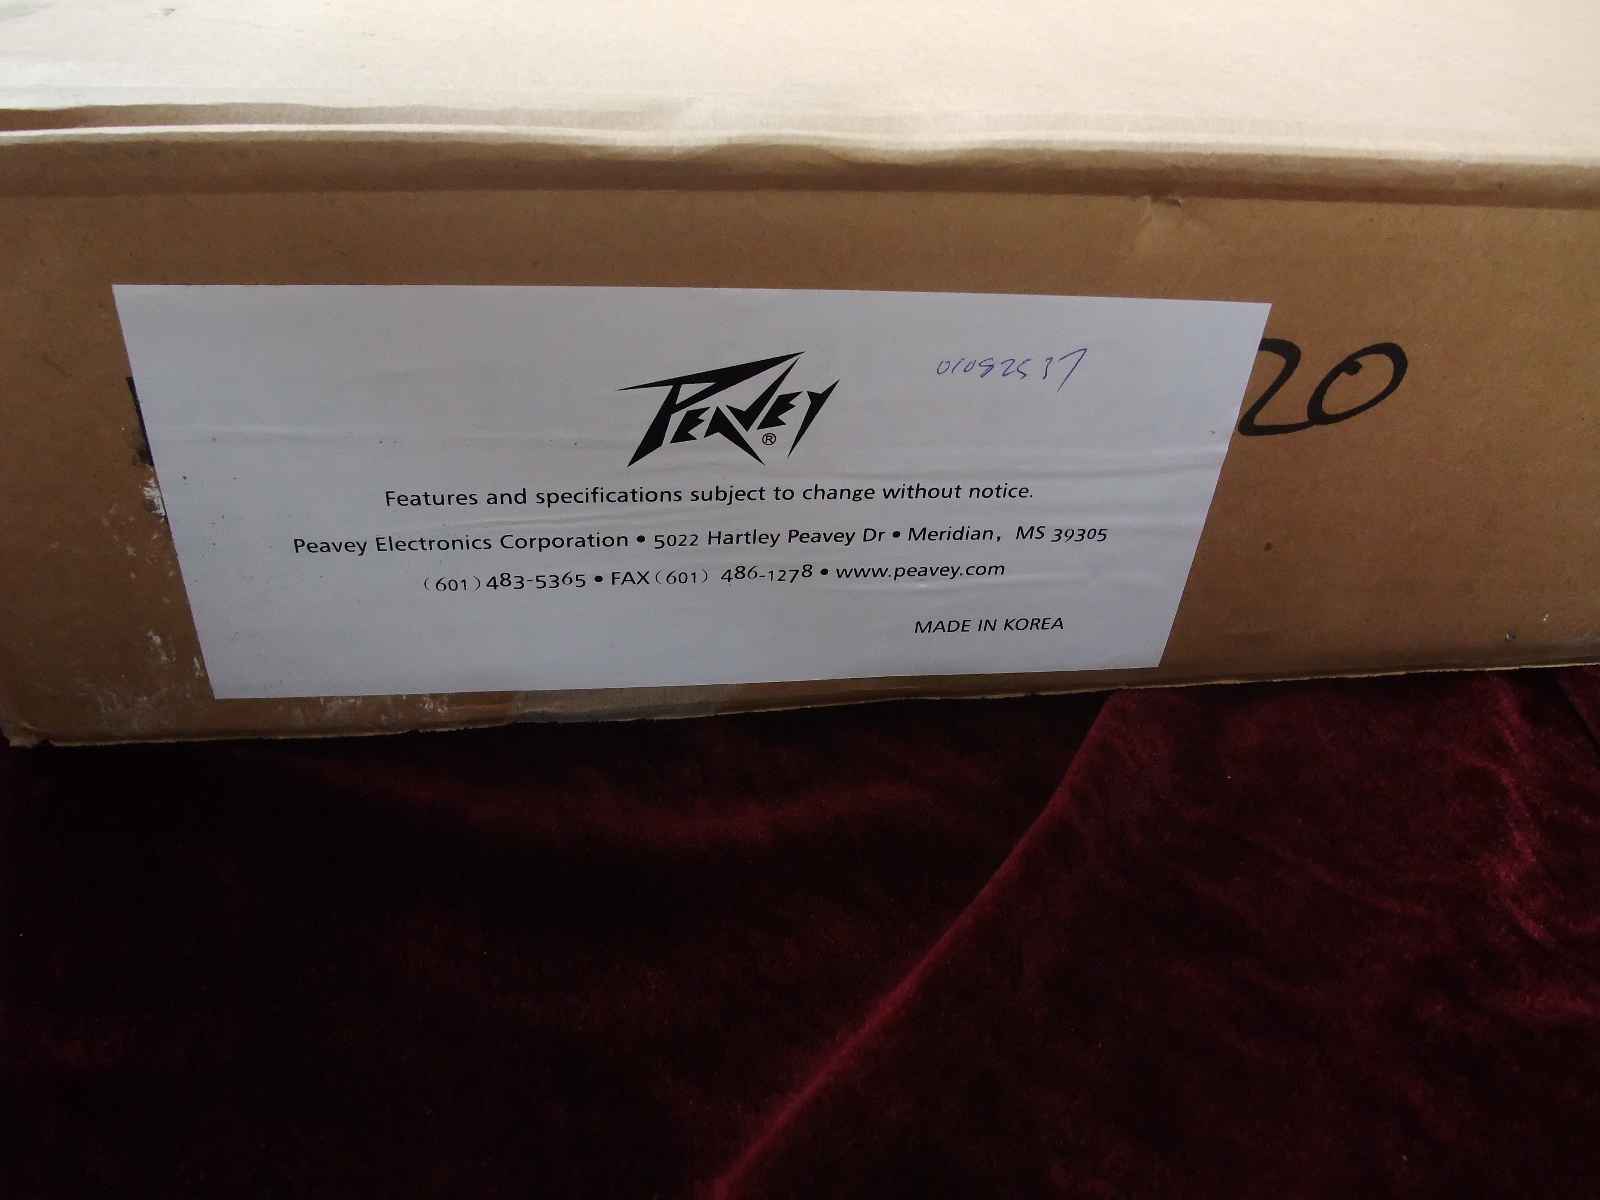 01082537
PEAVEY®
20
Features and specifications subject to change without notice.
Peavey Electronics Corporation • 5022 Hartley Peavey Dr • Meridian, MS 39305
(601) 483-5365 • FAX (601) 486-1278 • www.peavey.com
MADE IN KOREA